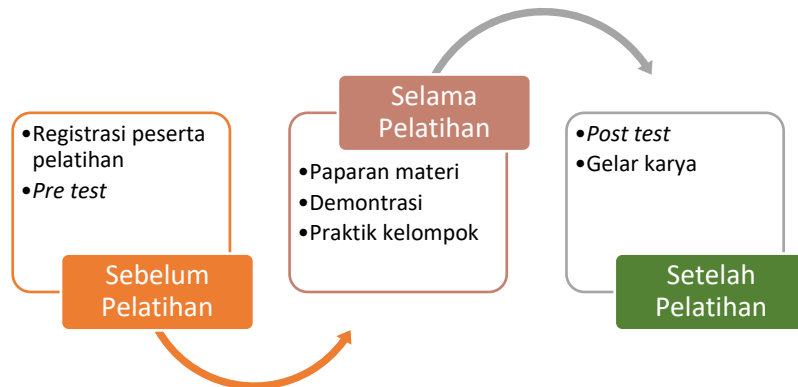 •Registrasi peserta
pelatihan
•Pre test
Sebelum
Pelatihan
Selama
Pelatihan
•Paparan materi
•Demontrasi
•Praktik kelompok
•Post test
•Gelar karya
Setelah
Pelatihan